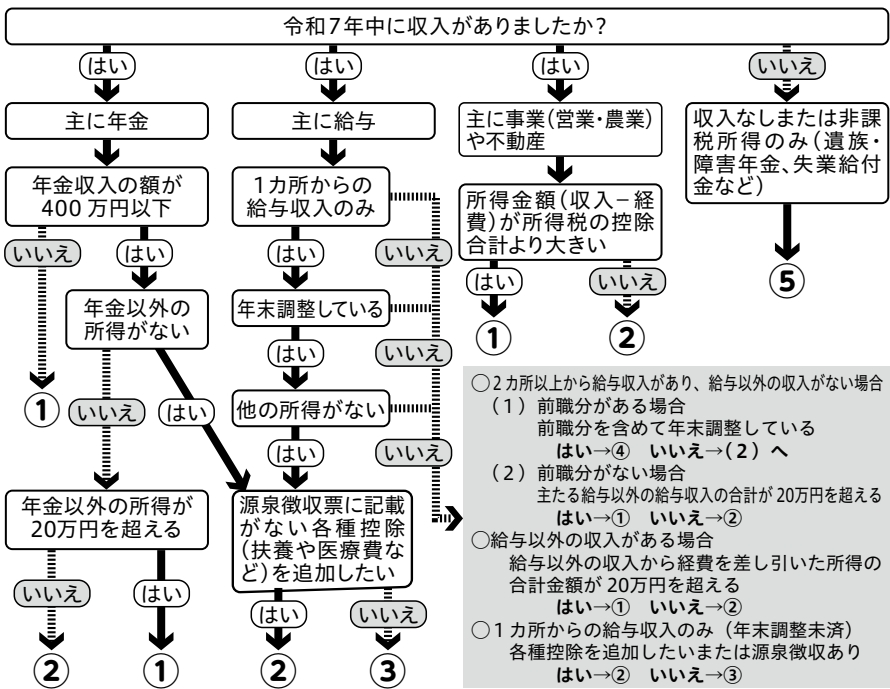 令和7年中に収入がありましたか?
はい
はい
はい
いいえ
主に年金
年金収入の額が
400万円以下
いいえ
はい
年金以外の
所得がない
①
いいえ
はい
年金以外の所得が
20万円を超える
いいえ
はい
②
①
主に給与
1カ所からの
給与収入のみ
はい
いいえ
年末調整している
はい
いいえ
他の所得がない
はい
いいえ
源泉徴収票に記載
がない各種控除
(扶養や医療費な
ど)を追加したい
はい
いいえ
②
③
主に事業(営業・農業)
や不動産
所得金額(収入−経
費)が所得税の控除
合計より大きい
はい
いいえ
①
②
収入なしまたは非課
税所得のみ(遺族・
障害年金、失業給付
金など)
⑤
○2カ所以上から給与収入があり、給与以外の収入がない場合
(1)前職分がある場合
前職分を含めて年末調整している
はい→④ いいえ→(2)へ
(2)前職分がない場合
主たる給与以外の給与収入の合計が20万円を超える
はい→① いいえ→②
○給与以外の収入がある場合
給与以外の収入から経費を差し引いた所得の
合計金額が20万円を超える
はい→① いいえ→②
○1カ所からの給与収入のみ(年末調整未済)
各種控除を追加したいまたは源泉徴収あり
はい→② いいえ→③